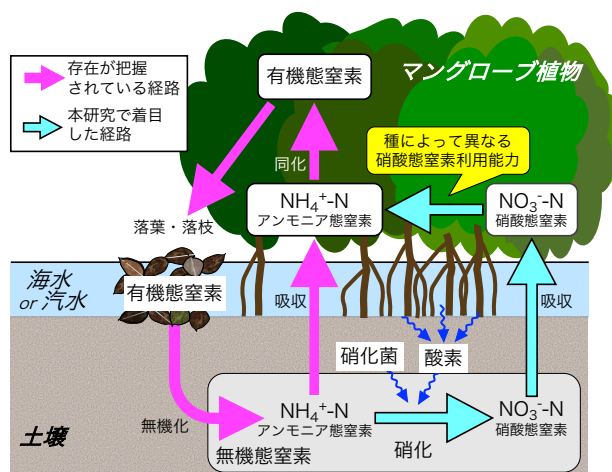 存在が把握
されている経路
本研究で着目
した経路
有機態窒素
マングローブ植物
種によって異なる
硝酸態窒素利用能力
同化
NH₄⁺-N
アンモニア態窒素
NO₃⁻-N
硝酸態窒素
落葉・落枝
海水
or 汽水
有機態窒素
吸収
吸収
硝化菌
酸素
無機化
NH₄⁺-N
アンモニア態窒素
NO₃⁻-N
硝酸態窒素
無機態窒素
硝化
土壌